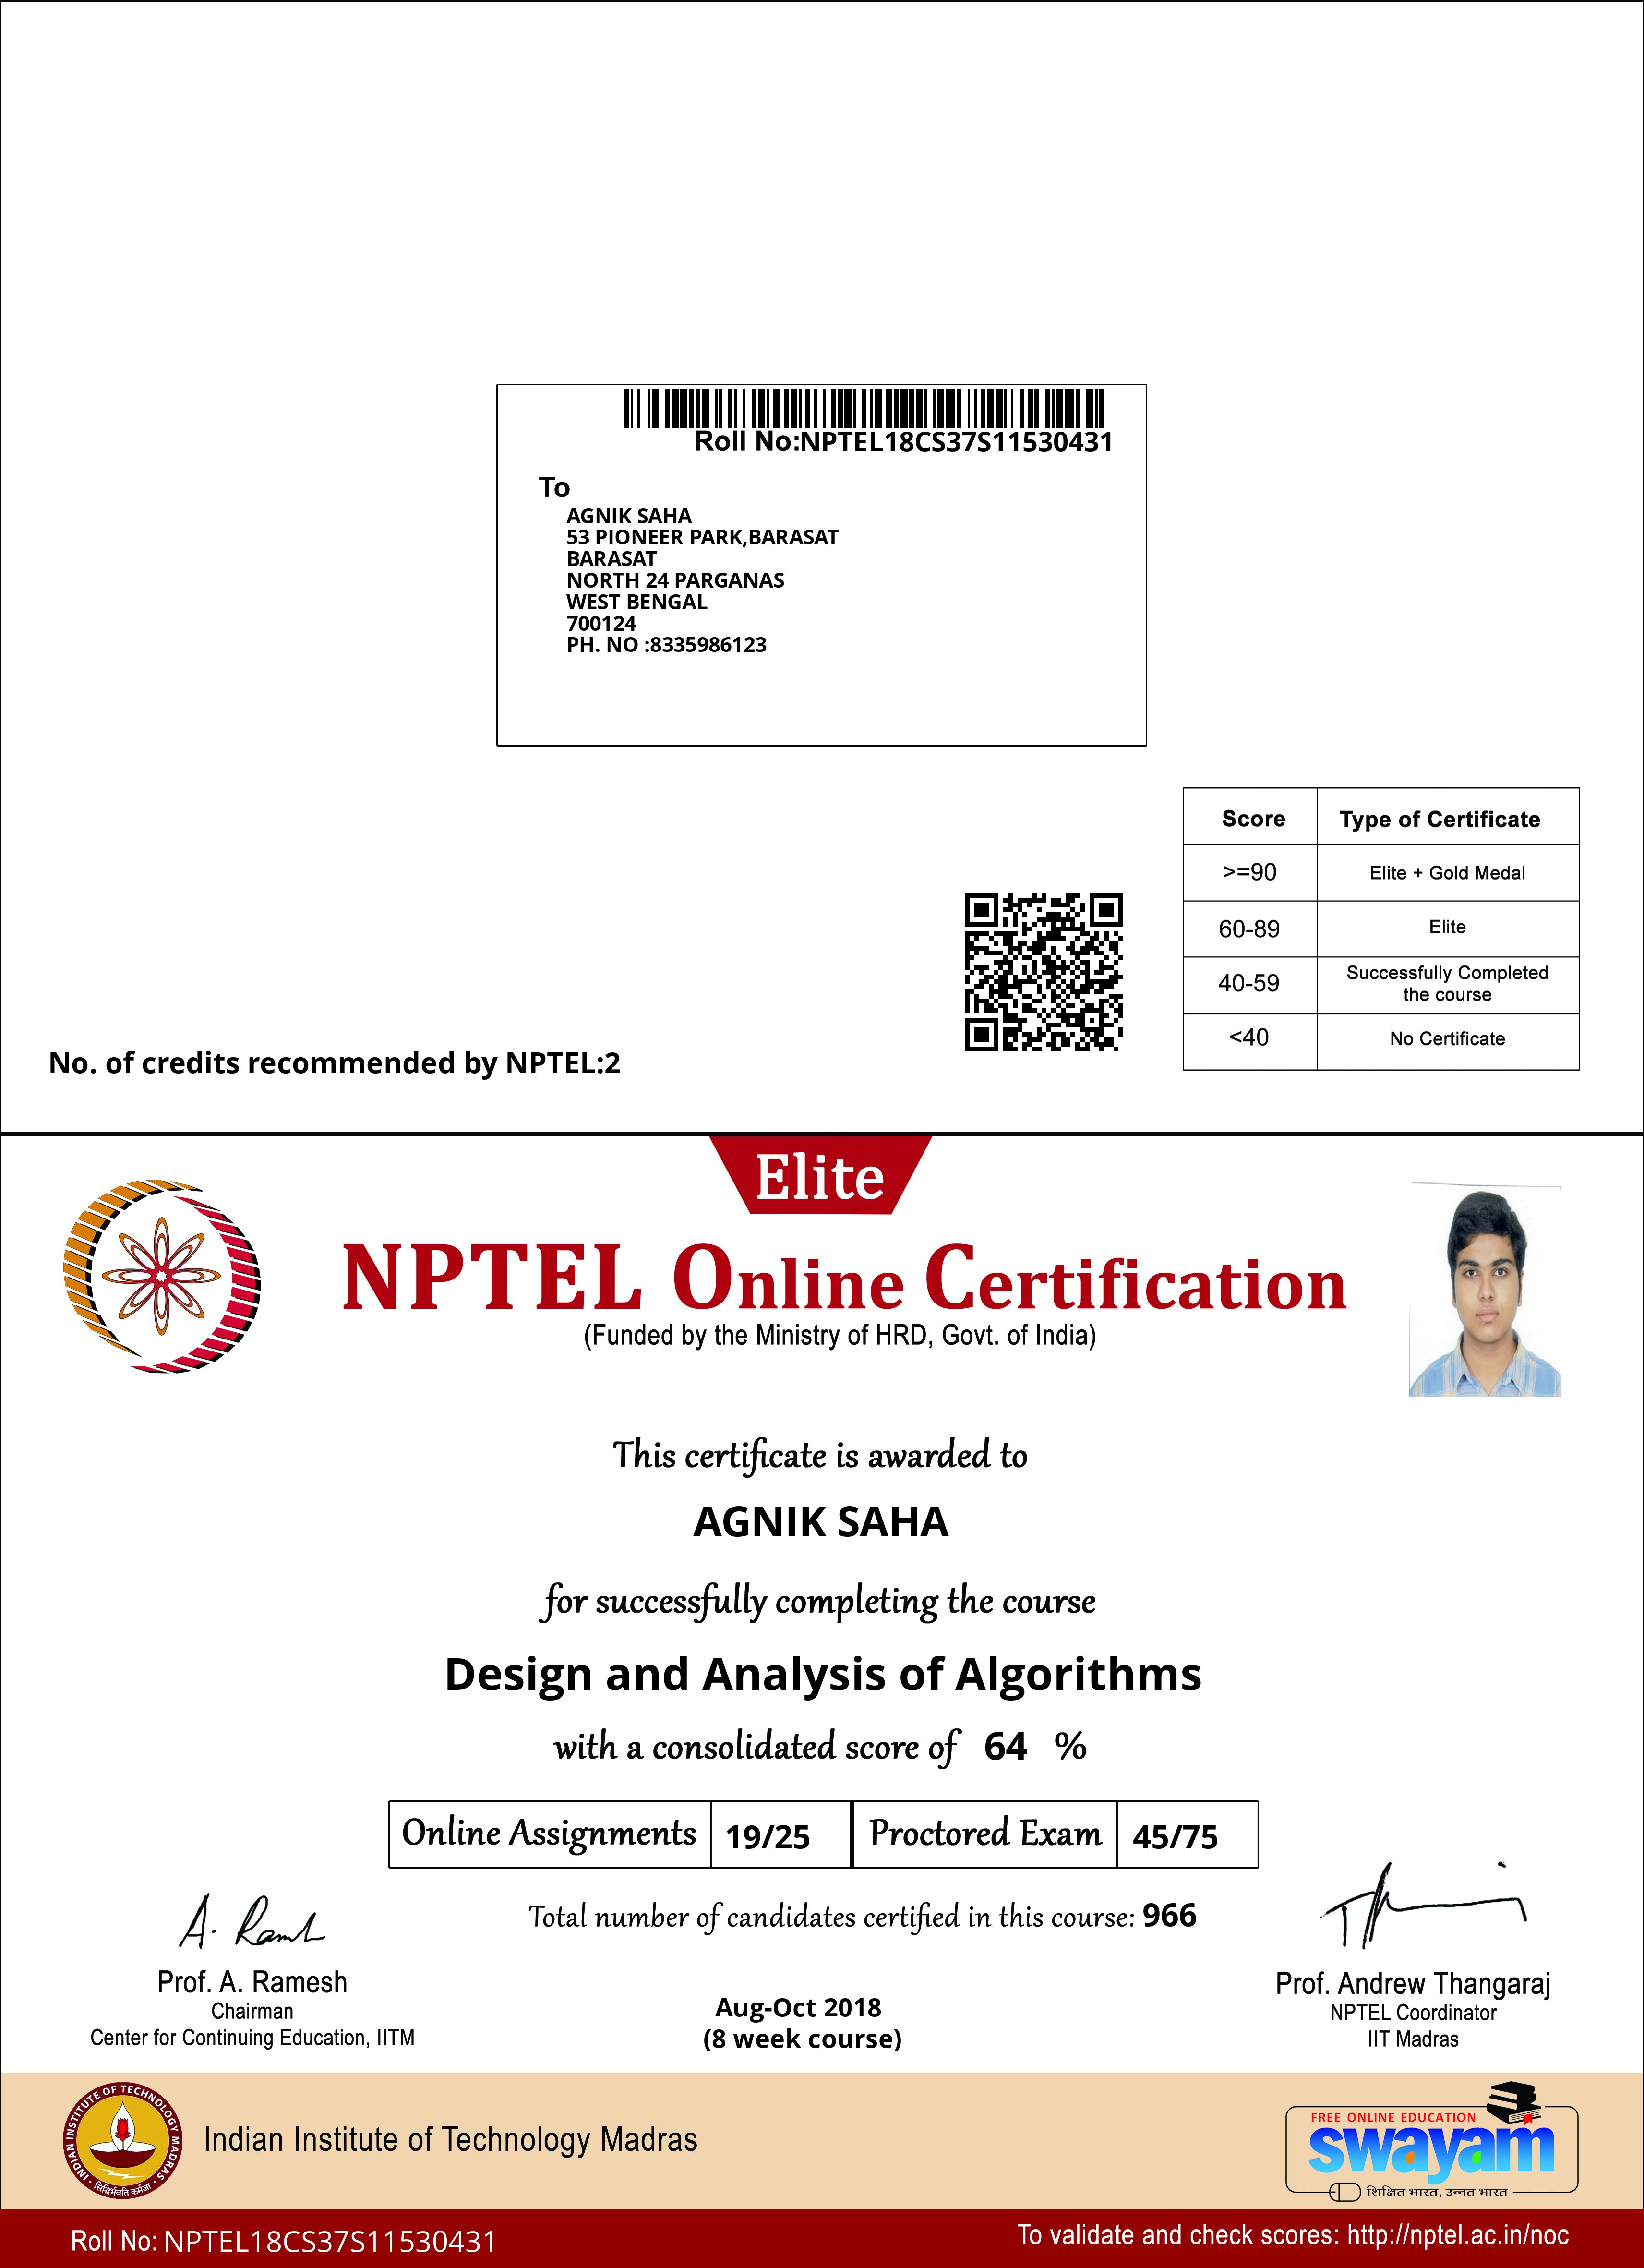 Roll No:NPTEL18CS37S11530431
To
AGNIK SAHA
53 PIONEER PARK,BARASAT
BARASAT
NORTH 24 PARGANAS
WEST BENGAL
700124
PH. NO :8335986123
Score Type of Certificate
>=90 Elite + Gold Medal
60-89 Elite
40-59 Successfully Completed
the course
<40 No Certificate
No. of credits recommended by NPTEL:2
Elite
NPTEL Online Certification
(Funded by the Ministry of HRD, Govt. of India)
This certificate is awarded to
AGNIK SAHA
for successfully completing the course
Design and Analysis of Algorithms
with a consolidated score of 64 %
Online Assignments 19/25 Proctored Exam 45/75
Total number of candidates certified in this course: 966
A. Ramesh
Prof. A. Ramesh
Chairman
Center for Continuing Education, IITM
Aug-Oct 2018
(8 week course)
Prof. Andrew Thangaraj
NPTEL Coordinator
IIT Madras
INDIAN INSTITUTE OF TECHNOLOGY MADRAS
सिद्धिर्भवति कर्मजा
Indian Institute of Technology Madras
FREE ONLINE EDUCATION
swayam
शिक्षित भारत, उन्नत भारत
Roll No: NPTEL18CS37S11530431
To validate and check scores: http://nptel.ac.in/noc